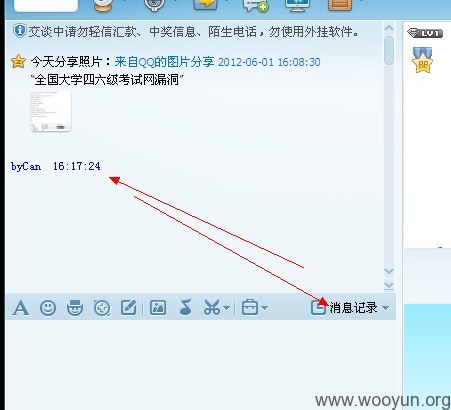 交谈中请勿轻信汇款、中奖信息、陌生电话，勿使用外挂软件。
今天分享照片：来自QQ的图片分享 2012-06-01 16:08:30
“全国大学四六级考试网漏洞”
byCan 16:17:24
消息记录
LV1
www.wooyun.org